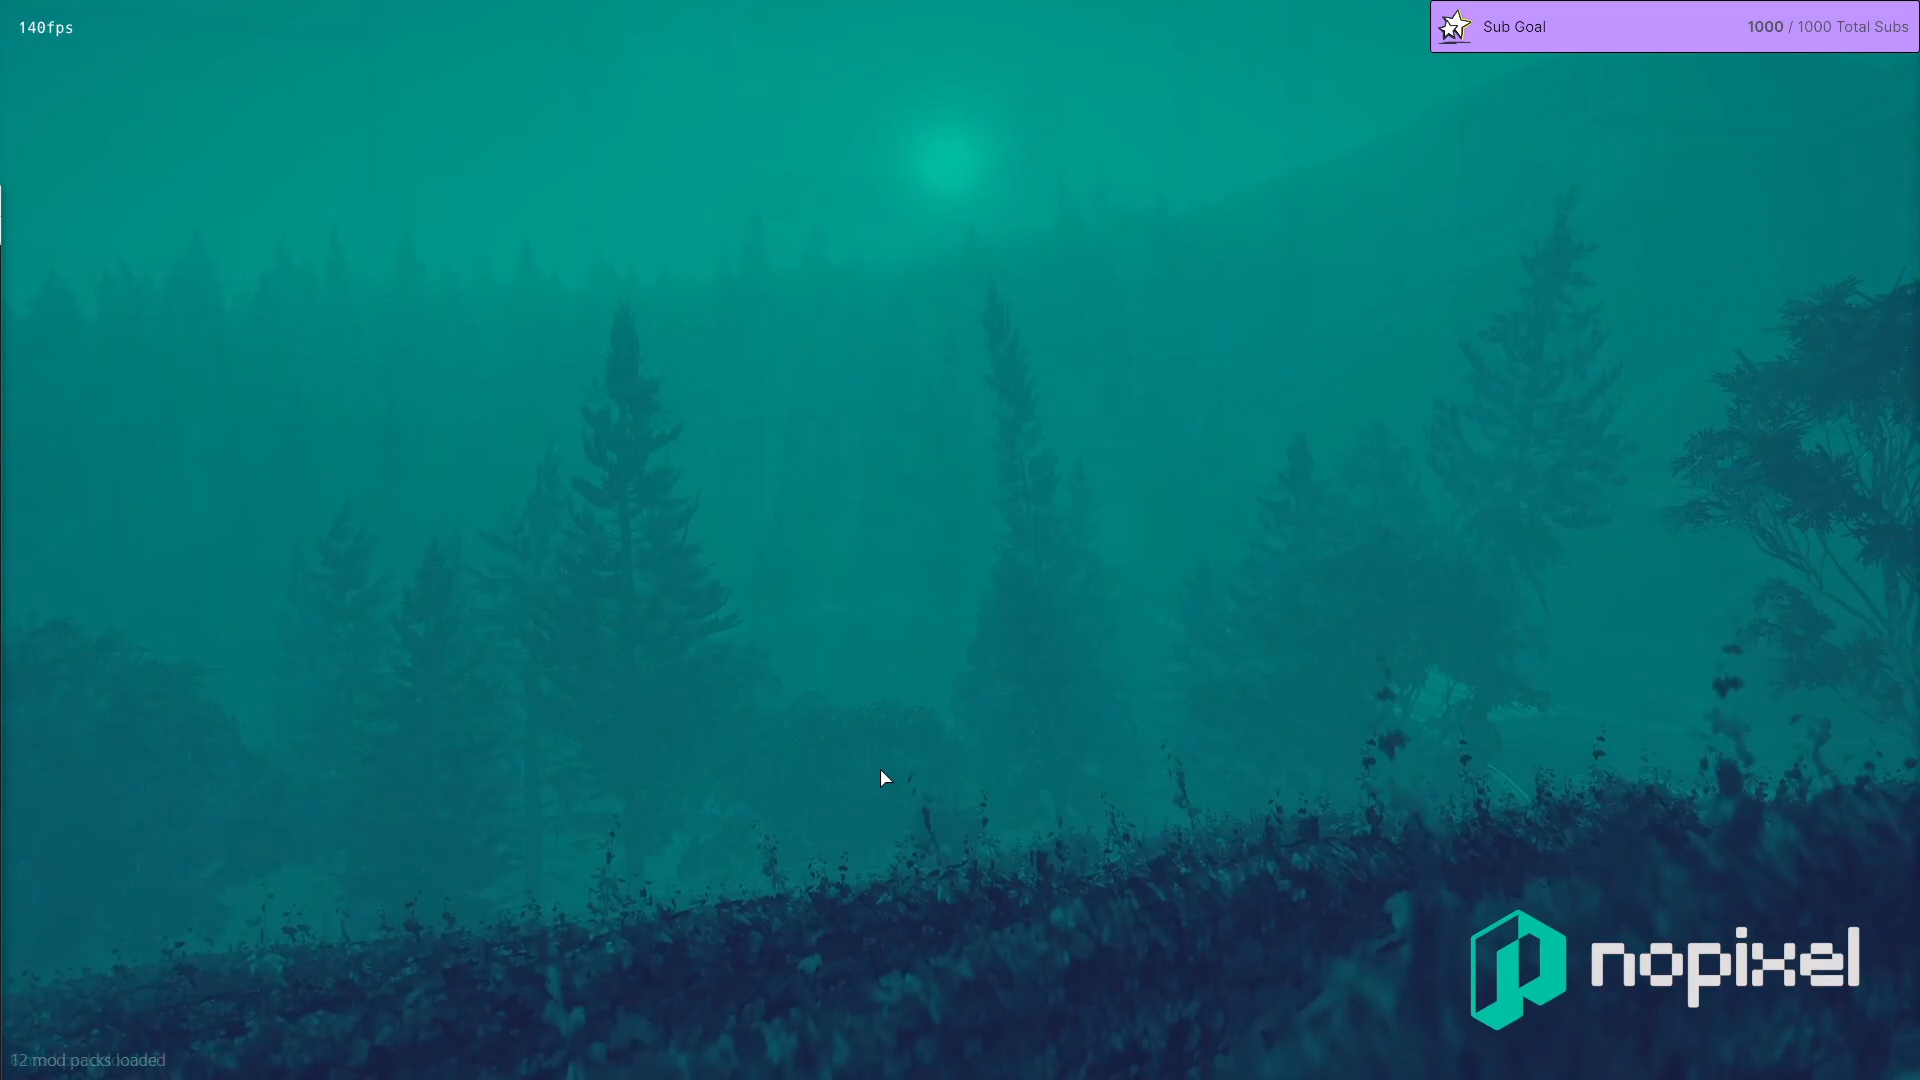 140fps
Sub Goal
1000 / 1000 Total Subs
nopixel
12 mod packs loaded